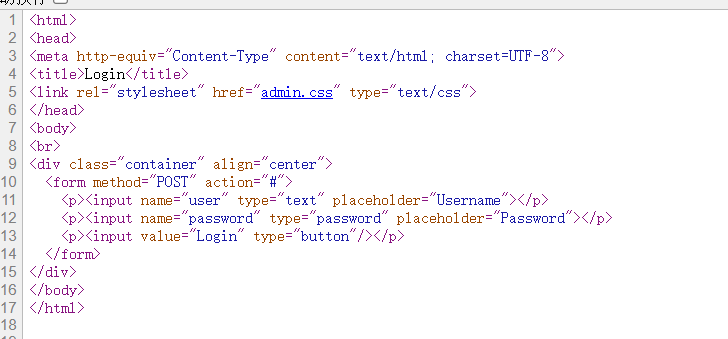 动换行
1 <html>
2 <head>
3 <meta http-equiv="Content-Type" content="text/html; charset=UTF-8">
4 <title>Login</title>
5 <link rel="stylesheet" href="admin.css" type="text/css">
6 </head>
7 <body>
8 <br>
9 <div class="container" align="center">
10   <form method="POST" action="#">
11     <p><input name="user" type="text" placeholder="Username"></p>
12     <p><input name="password" type="password" placeholder="Password"></p>
13     <p><input value="Login" type="button"/></p>
14   </form>
15 </div>
16 </body>
17 </html>
18